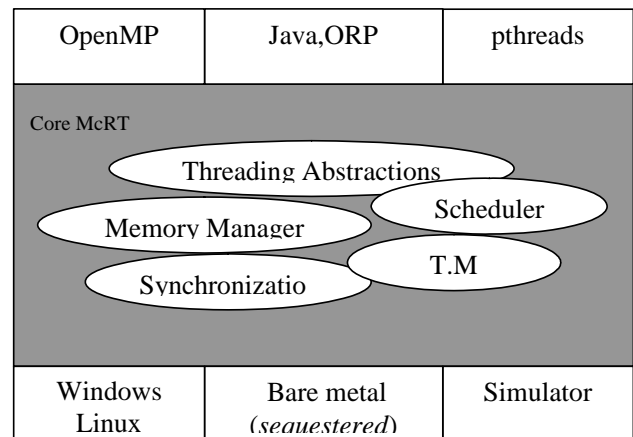 OpenMP
Java,ORP
pthreads
Core McRT
Threading Abstractions
Scheduler
Memory Manager
T.M
Synchronizatio
Windows
Linux
Bare metal
(sequestered)
Simulator